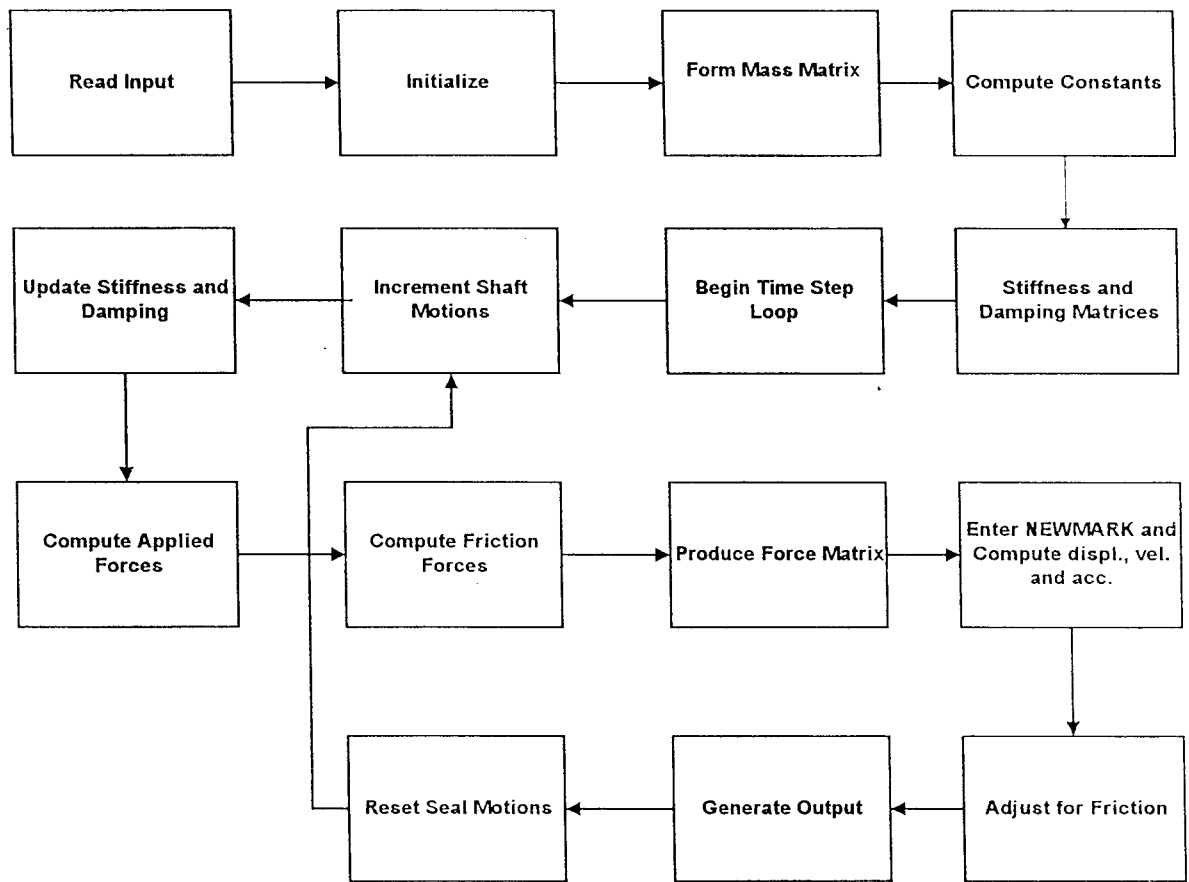 Read Input
Initialize
Form Mass Matrix
Compute Constants
Update Stiffness and
Damping
Increment Shaft
Motions
Begin Time Step
Loop
Stiffness and
Damping Matrices
Compute Applied
Forces
Compute Friction
Forces
Produce Force Matrix
Enter NEWMARK and
Compute displ., vel.
and acc.
Reset Seal Motions
Generate Output
Adjust for Friction